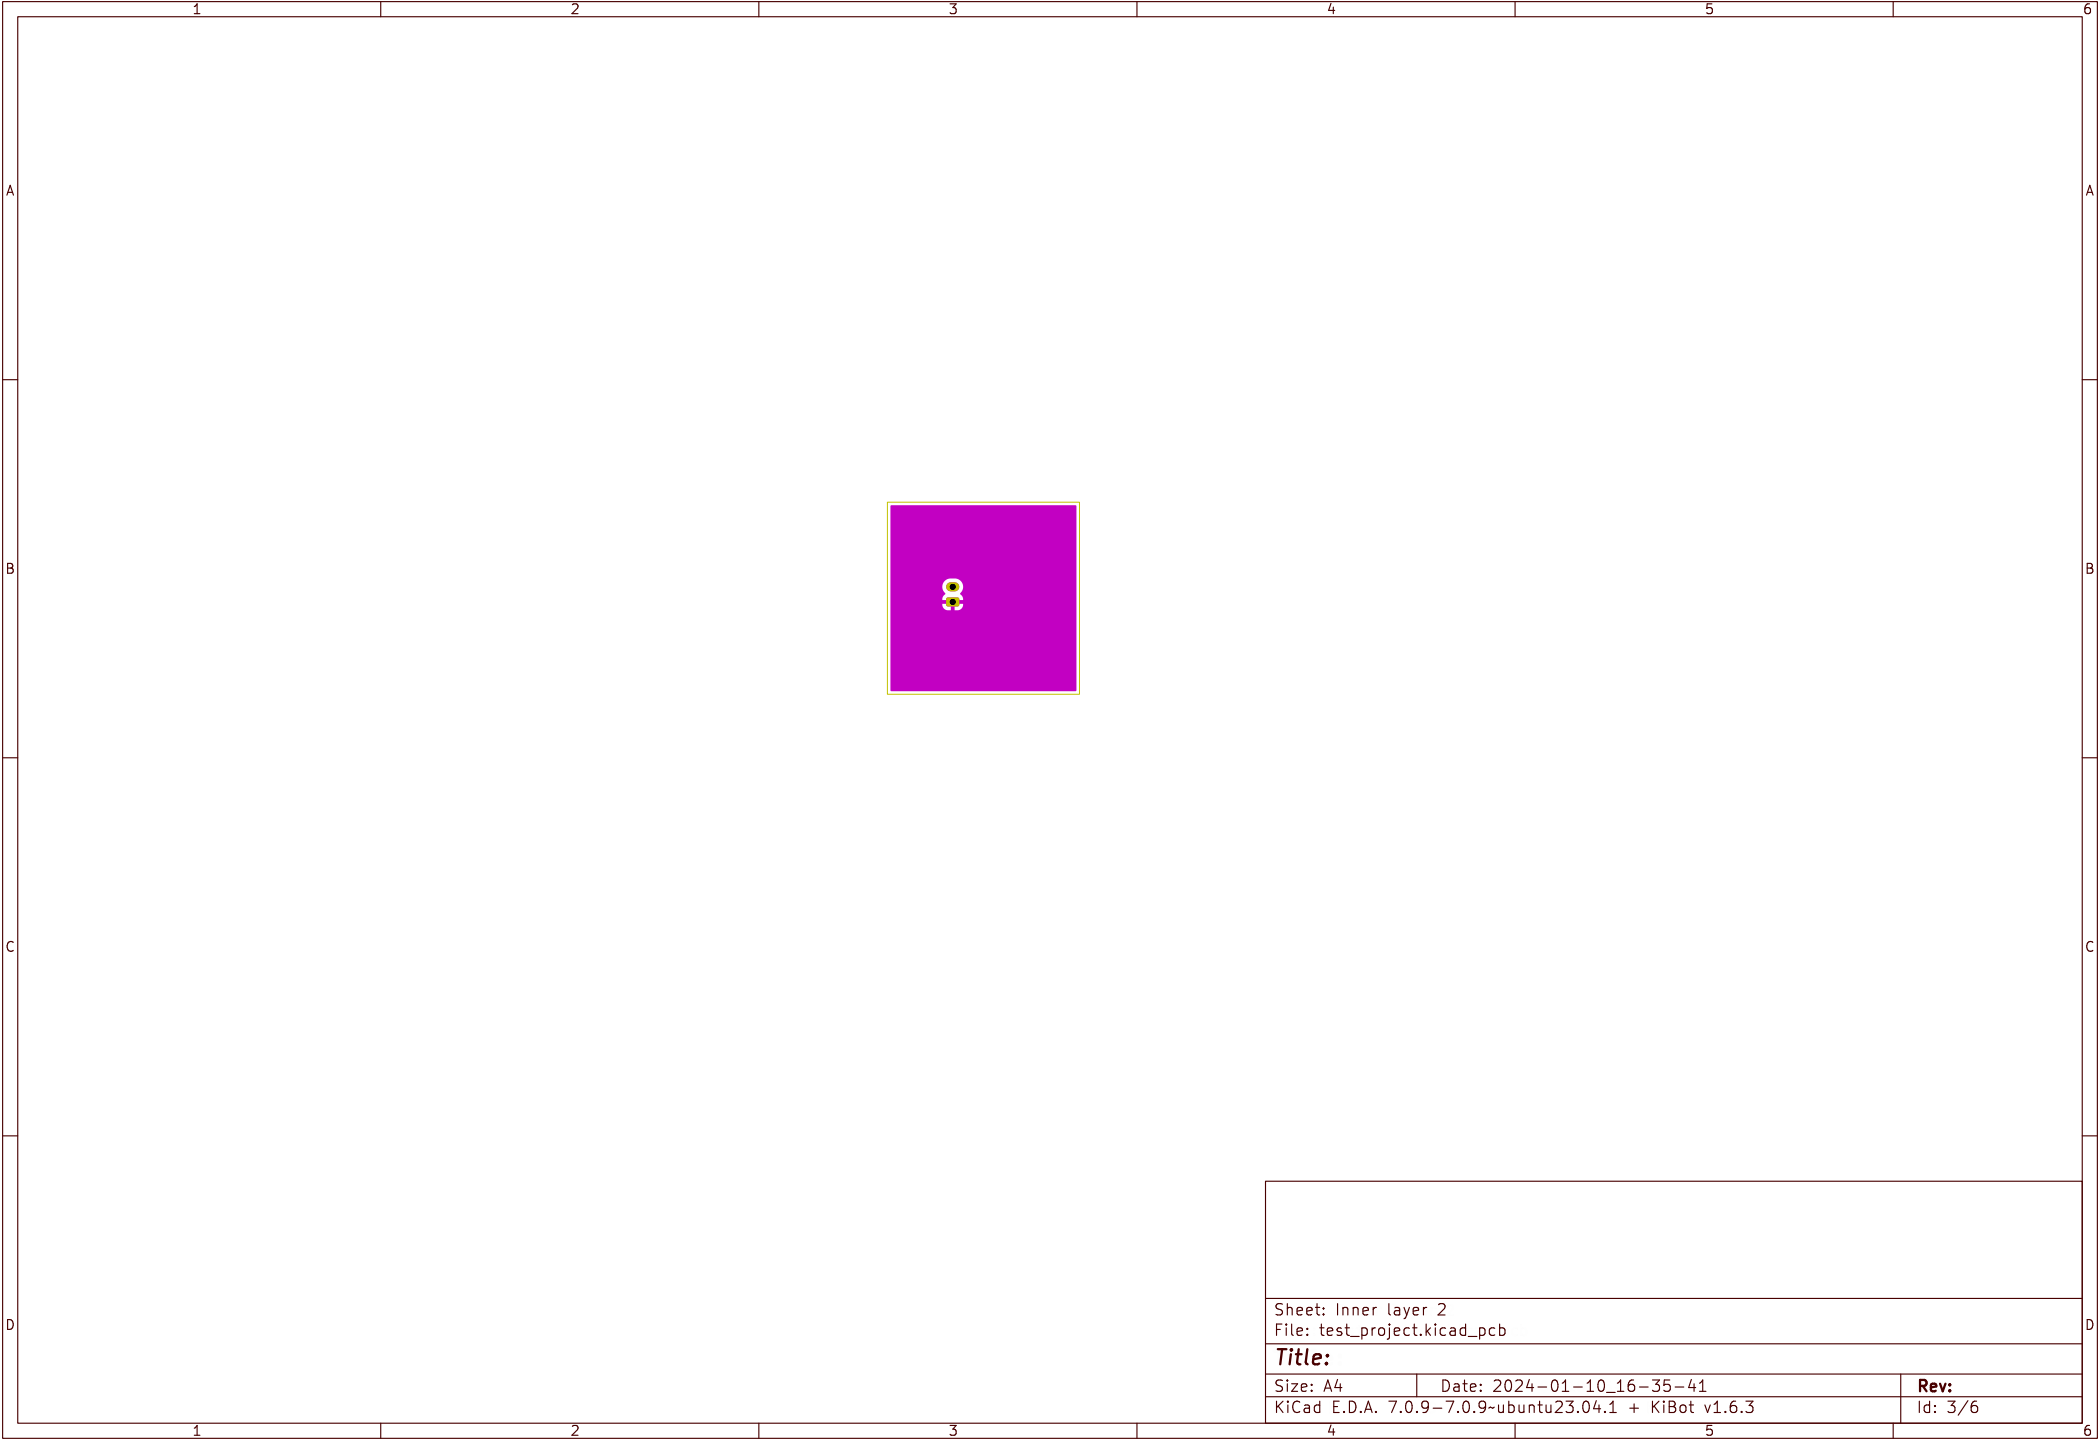 1 2 3 4 5 6
A A
B B
C C
Sheet: Inner layer 2
File: test_project.kicad_pcb
D D
Title:
Size: A4 Date: 2024-01-10_16-35-41 Rev:
KiCad E.D.A. 7.0.9-7.0.9~ubuntu23.04.1 + KiBot v1.6.3 Id: 3/6
1 2 3 4 5 6